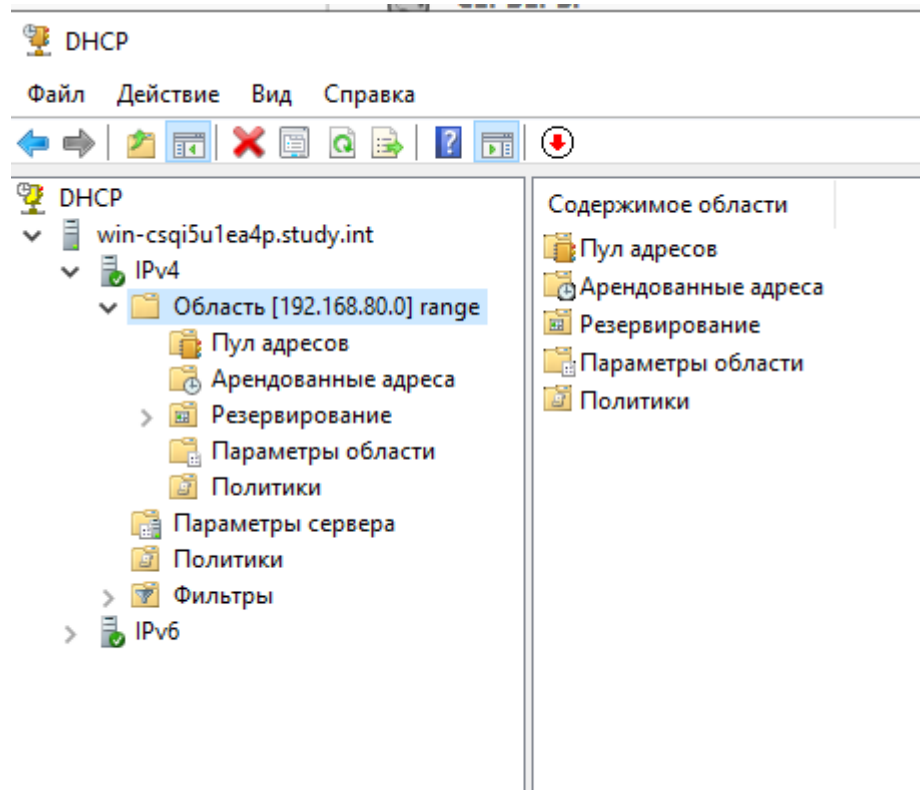 DHCP
Файл Действие Вид Справка
DHCP
win-csqi5u1ea4p.study.int
IPv4
Область [192.168.80.0] range
Пул адресов
Арендованные адреса
Резервирование
Параметры области
Политики
Параметры сервера
Политики
Фильтры
IPv6
Содержимое области
Пул адресов
Арендованные адреса
Резервирование
Параметры области
Политики